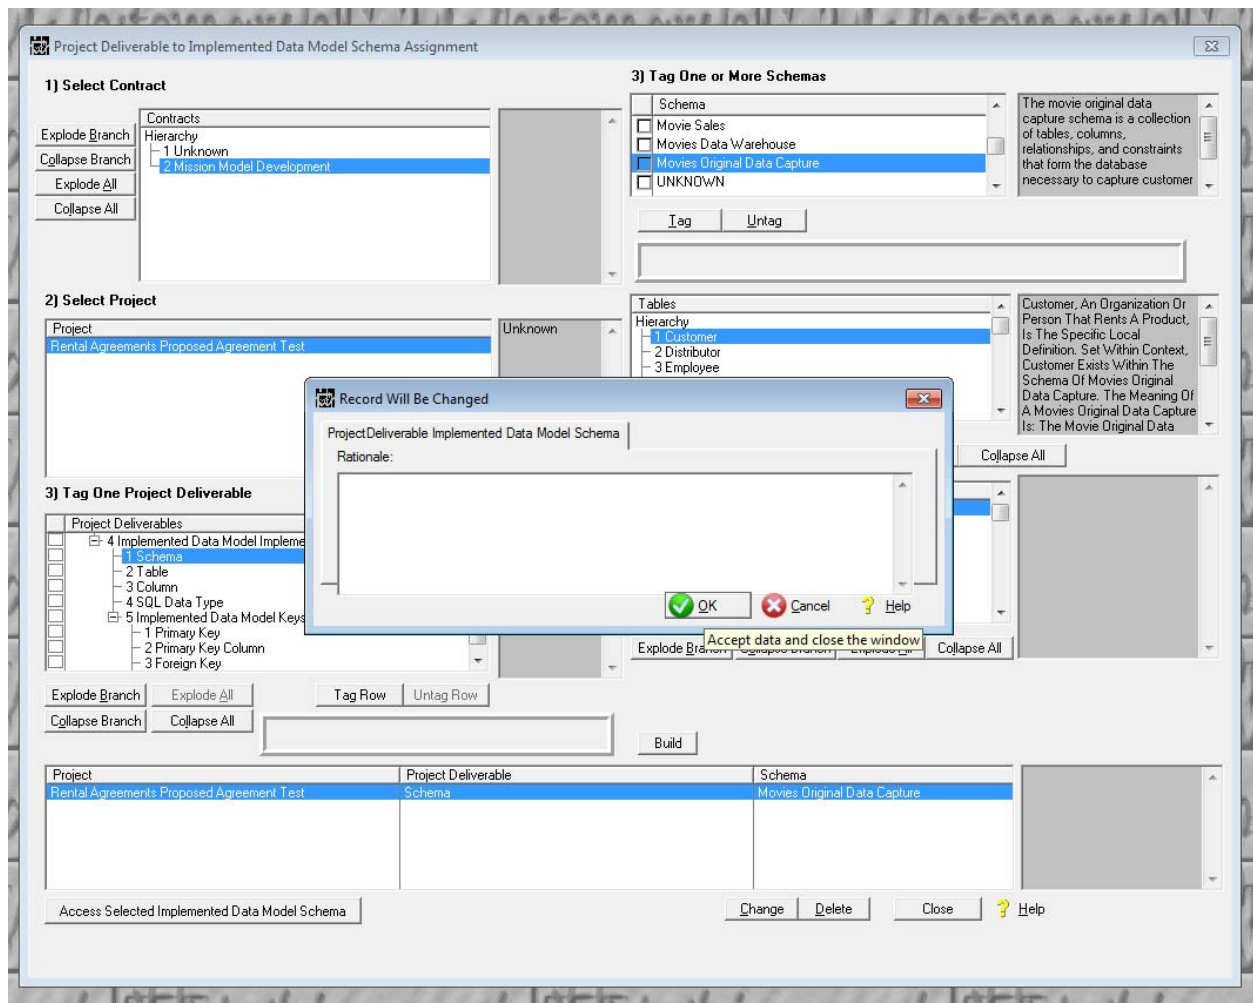 Project Deliverable to Implemented Data Model Schema Assignment
1) Select Contract
Explode Branch
Collapse Branch
Explode All
Collapse All
Contracts
Hierarchy
1 Unknown
2 Mission Model Development
3) Tag One or More Schemas
Schema
Movie Sales
Movies Data Warehouse
Movies Original Data Capture
UNKNOWN
The movie original data
capture schema is a collection
of tables, columns,
relationships, and constraints
that form the database
necessary to capture customer
Tag
Untag
2) Select Project
Project
Rental Agreements Proposed Agreement Test
Unknown
Tables
Hierarchy
1 Customer
2 Distributor
3 Employee
Customer, An Organization Or
Person That Rents A Product,
Is The Specific Local
Definition. Set Within Context,
Customer Exists Within The
Schema Of Movies Original
Data Capture. The Meaning Of
A Movies Original Data Capture
Is: The Movie Original Data
Collapse All
Record Will Be Changed
ProjectDeliverable Implemented Data Model Schema
Rationale:
OK
Cancel
Help
Accept data and close the window
3) Tag One Project Deliverable
Project Deliverables
4 Implemented Data Model Impleme
1 Schema
2 Table
3 Column
4 SQL Data Type
5 Implemented Data Model Keys
1 Primary Key
2 Primary Key Column
3 Foreign Key
Explode Branch
Collapse Branch
Explode All
Collapse All
Explode Branch
Explode All
Tag Row
Untag Row
Collapse Branch
Collapse All
Build
Project
Project Deliverable
Schema
Rental Agreements Proposed Agreement Test
Schema
Movies Original Data Capture
Access Selected Implemented Data Model Schema
Change
Delete
Close
Help